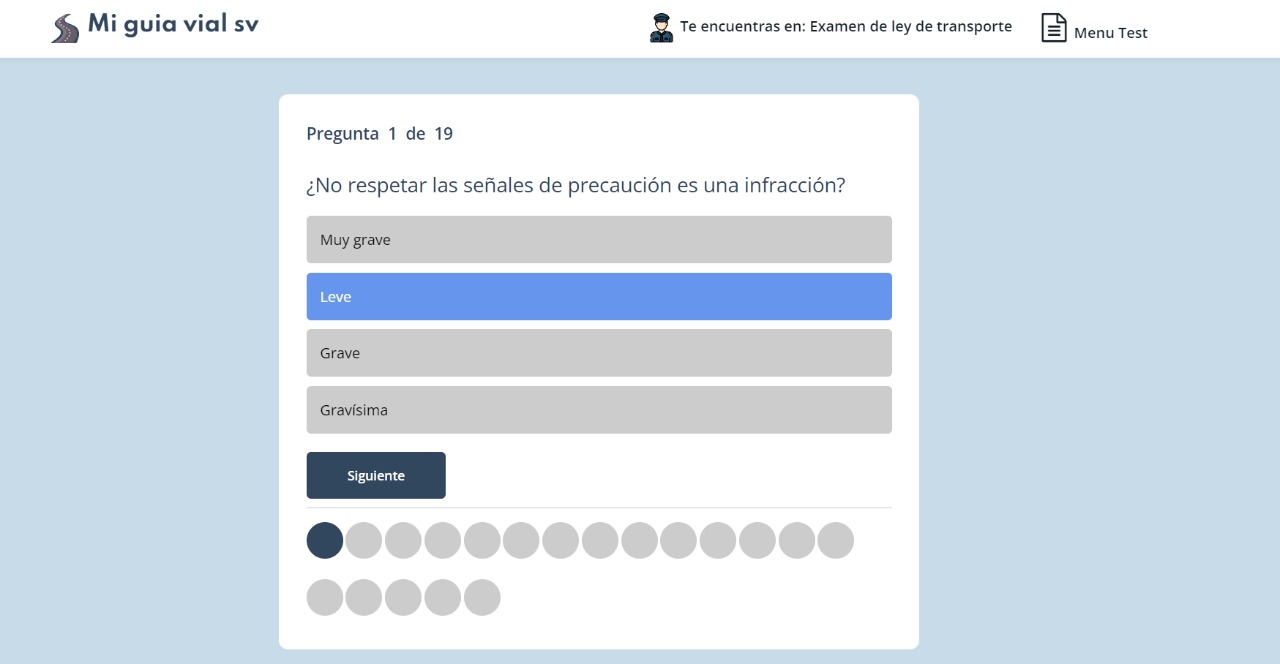 Mi guia vial sv
Te encuentras en: Examen de ley de transporte
Menu Test
Pregunta 1 de 19
¿No respetar las señales de precaución es una infracción?
Muy grave
Leve
Grave
Gravísima
Siguiente